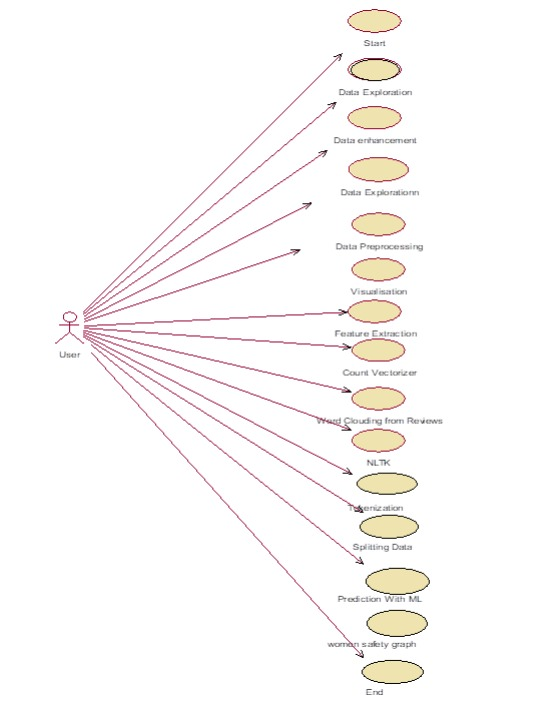 Start
Data Exploration
Data enhancement
Data Explorationn
Data Preprocessing
Visualisation
User
Feature Extraction
Count Vectorizer
Word Clouding from Reviews
NLTK
Tokenization
Splitting Data
Prediction With ML
women safety graph
End